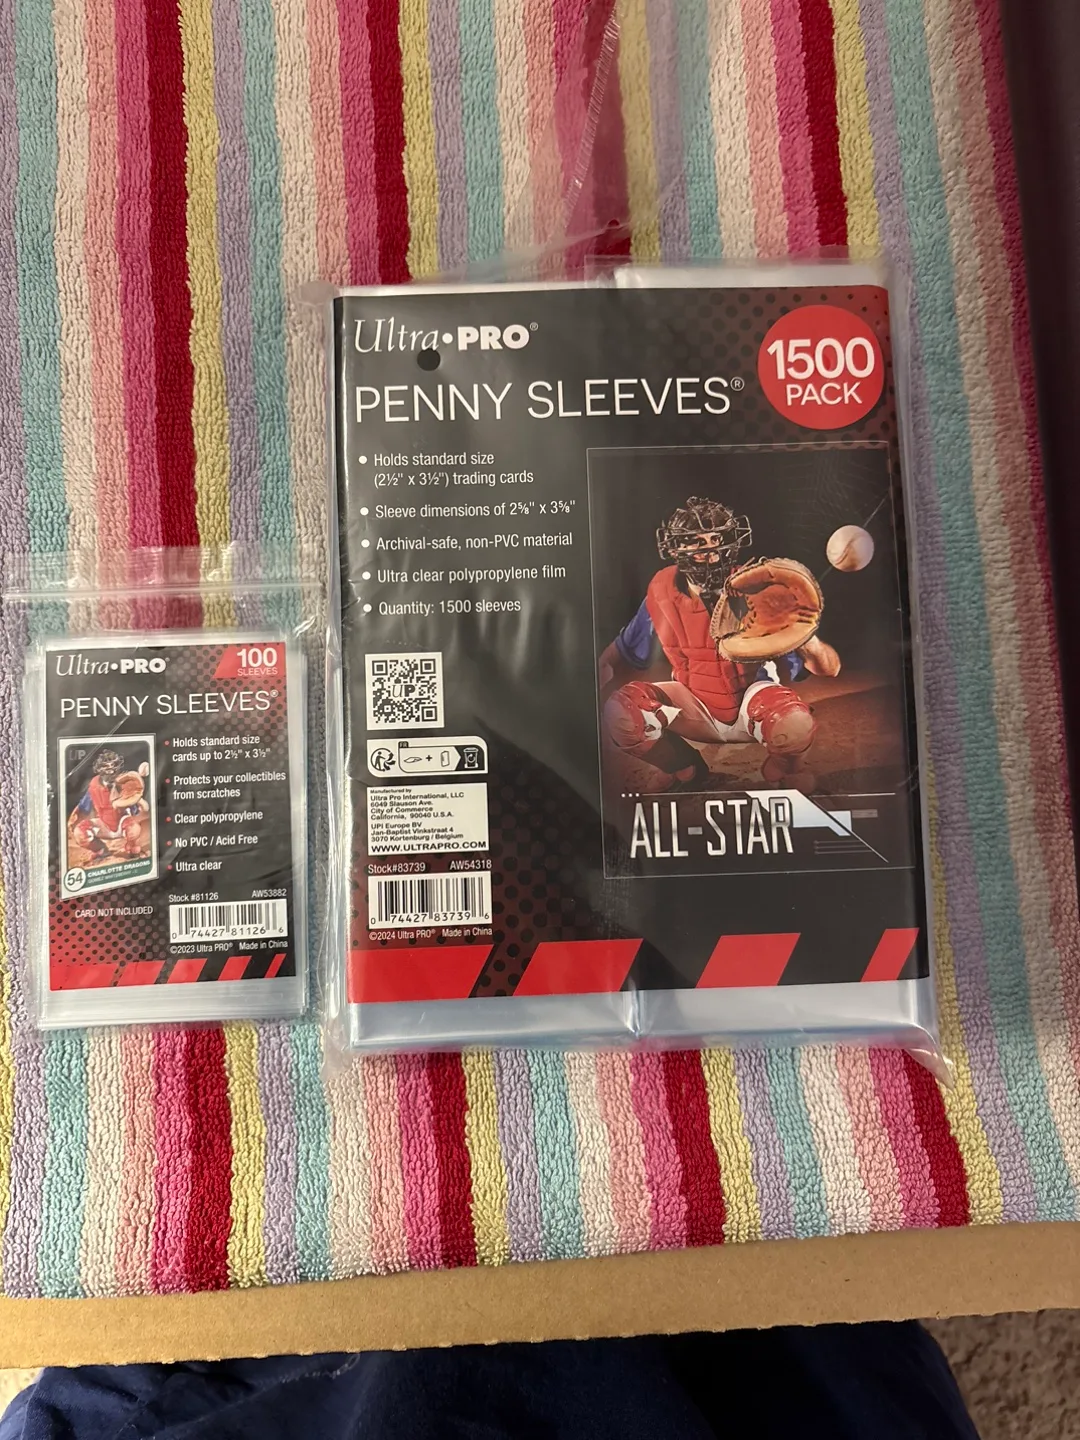 Ultra•PRO®
100
SLEEVES
PENNY SLEEVES®
• Holds standard size
cards up to 2½" x 3½"
• Protects your collectibles
from scratches
• Clear polypropylene
• No PVC / Acid Free
• Ultra clear
UP
54 CHARLOTTE DRAGONS
CARD NOT INCLUDED
Stock #81126 AW53882
0 74427 81126 6
©2023 Ultra PRO® Made in China
Ultra•PRO®
1500
PACK
PENNY SLEEVES®
• Holds standard size
(2½" x 3½") trading cards
• Sleeve dimensions of 2⅝" x 3⅝"
• Archival-safe, non-PVC material
• Ultra clear polypropylene film
• Quantity: 1500 sleeves
UP
FR
+
Manufactured by
Ultra Pro International, LLC
6049 Slauson Ave.
City of Commerce
California, 90040 U.S.A.
UPI Europe BV
Jan-Baptist Vinkstraat 4
3070 Kortenburg / Belgium
WWW.ULTRAPRO.COM
Stock#83739 AW54318
0 74427 83739 6
©2024 Ultra PRO® Made in China
ALL-STAR